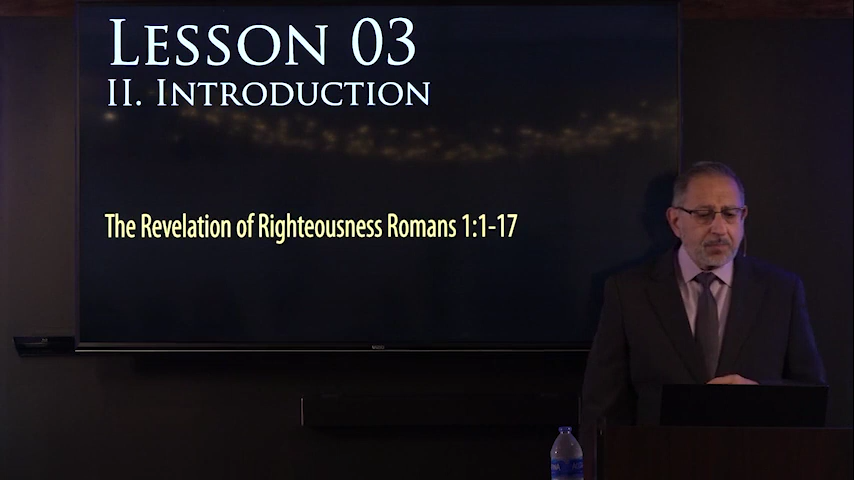 LESSON 03
II. INTRODUCTION
The Revelation of Righteousness Romans 1:1-17